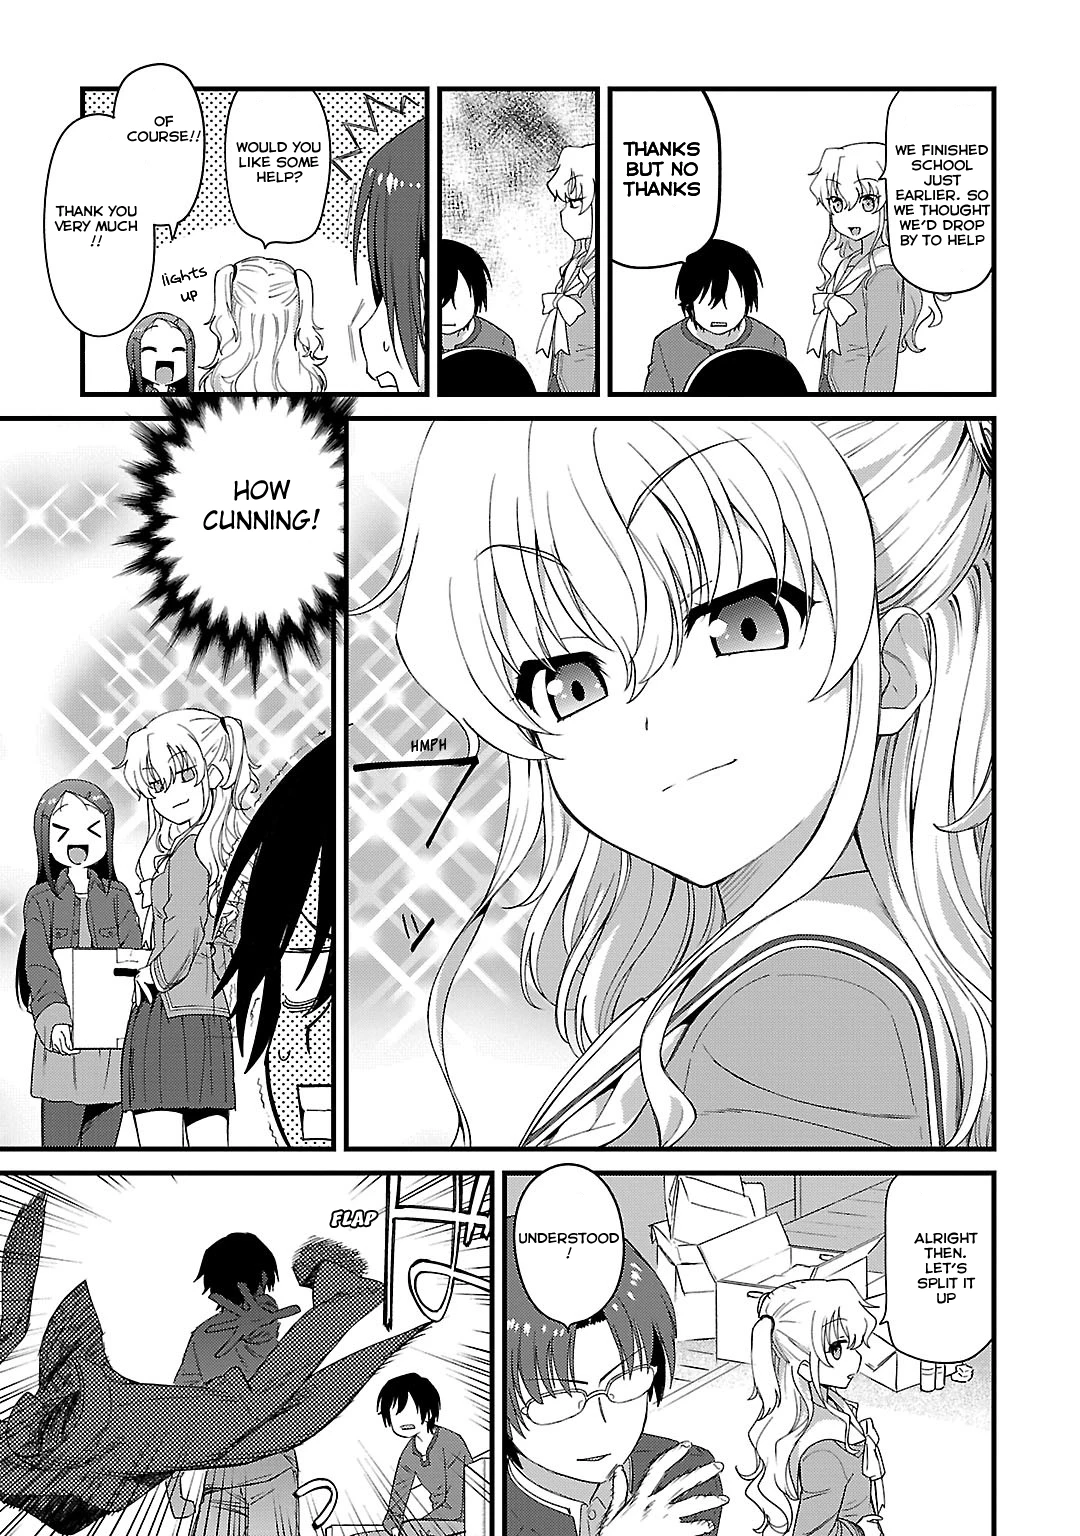 WE FINISHED
SCHOOL
JUST
EARLIER. SO
WE THOUGHT
WE'D DROP
BY TO HELP
THANKS
BUT NO
THANKS
WOULD YOU
LIKE SOME
HELP?
OF
COURSE!!
THANK YOU
VERY MUCH
!!
lights
up
HMPH
HOW
CUNNING!
ALRIGHT
THEN.
LET'S
SPLIT IT
UP
UNDERSTOOD
!
FLAP